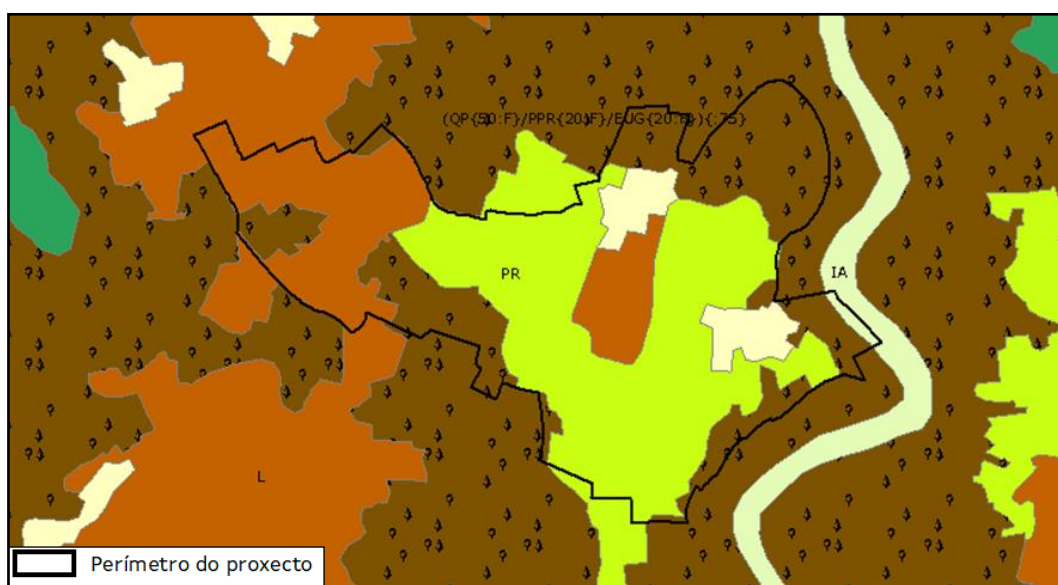 (QP{50:F}/PPR{20:F}/EUG{20:F}){:75}
PR
IA
L
Perímetro do proxecto